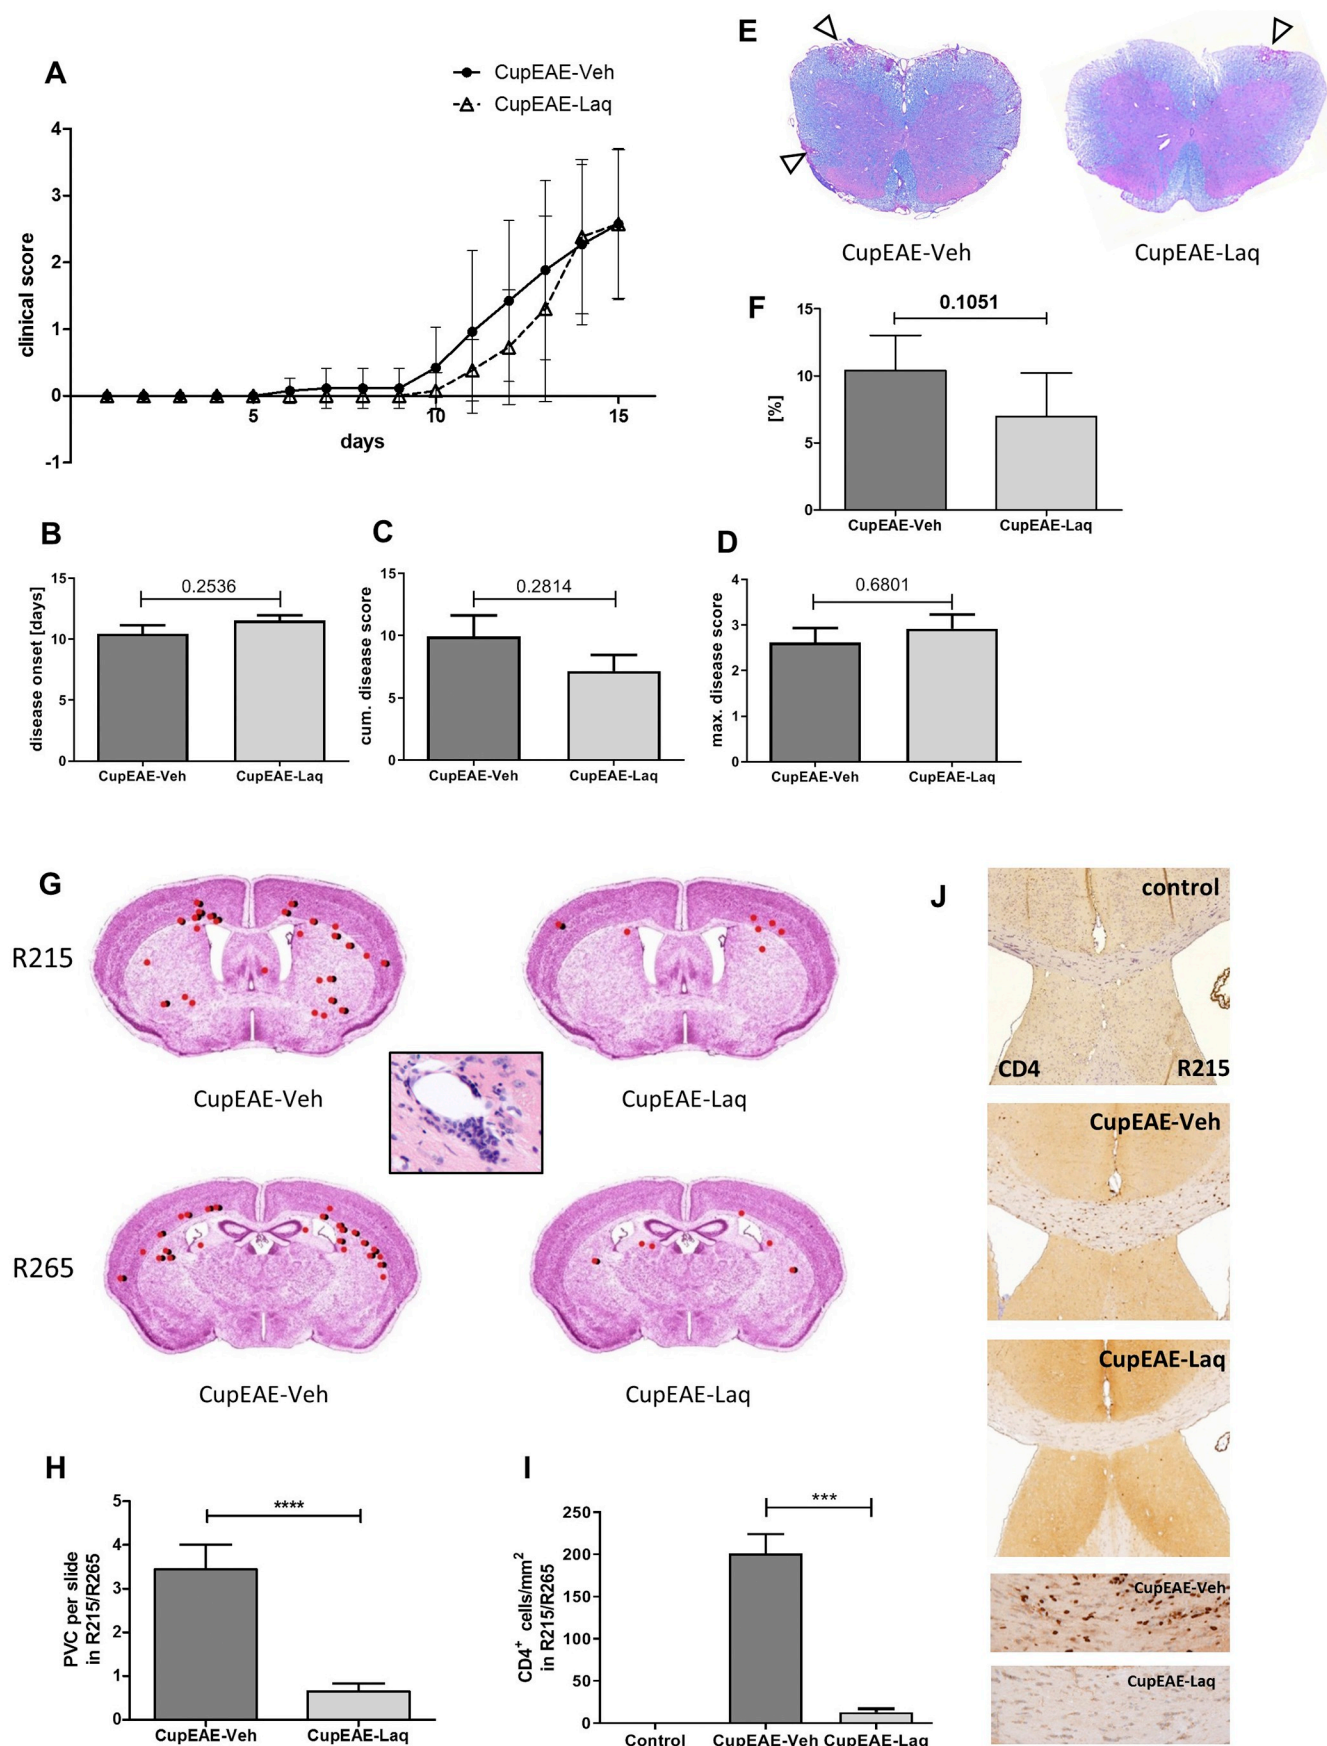 A
CupEAE-Veh
CupEAE-Laq
clinical score
4
3
2
1
0
-1
5
10
15
days
E
CupEAE-Veh
CupEAE-Laq
F
0.1051
[%]
15
10
5
0
CupEAE-Veh
CupEAE-Laq
B
disease onset [days]
0.2536
15
10
5
0
CupEAE-Veh
CupEAE-Laq
C
cum. disease score
0.2814
15
10
5
0
CupEAE-Veh
CupEAE-Laq
D
max. disease score
0.6801
4
3
2
1
0
CupEAE-Veh
CupEAE-Laq
G
R215
CupEAE-Veh
CupEAE-Laq
R265
CupEAE-Veh
CupEAE-Laq
J
control
CD4
R215
CupEAE-Veh
CupEAE-Laq
CupEAE-Veh
CupEAE-Laq
H
PVC per slide
in R215/R265
****
5
4
3
2
1
0
CupEAE-Veh
CupEAE-Laq
I
CD4+ cells/mm2
in R215/R265
***
250
200
150
100
50
0
Control
CupEAE-Veh
CupEAE-Laq